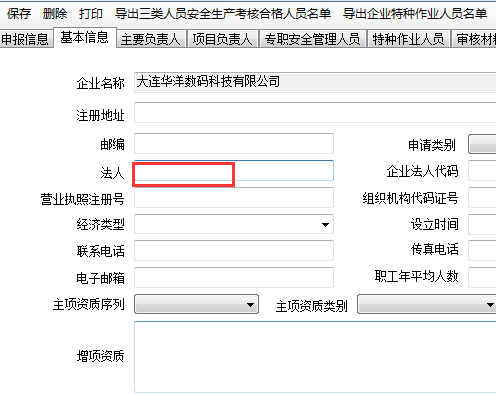 保存 删除 打印 导出三类人员安全生产考核合格人员名单 导出企业特种作业人员名单
申报信息 基本信息 主要负责人 项目负责人 专职安全管理人员 特种作业人员 审核材料
企业名称 大连华洋数码科技有限公司
注册地址
邮编 申请类别
法人 企业法人代码
营业执照注册号 组织机构代码证号
经济类型 设立时间
联系电话 传真电话
电子邮箱 职工年平均人数
主项资质序列 主项资质类别
增项资质